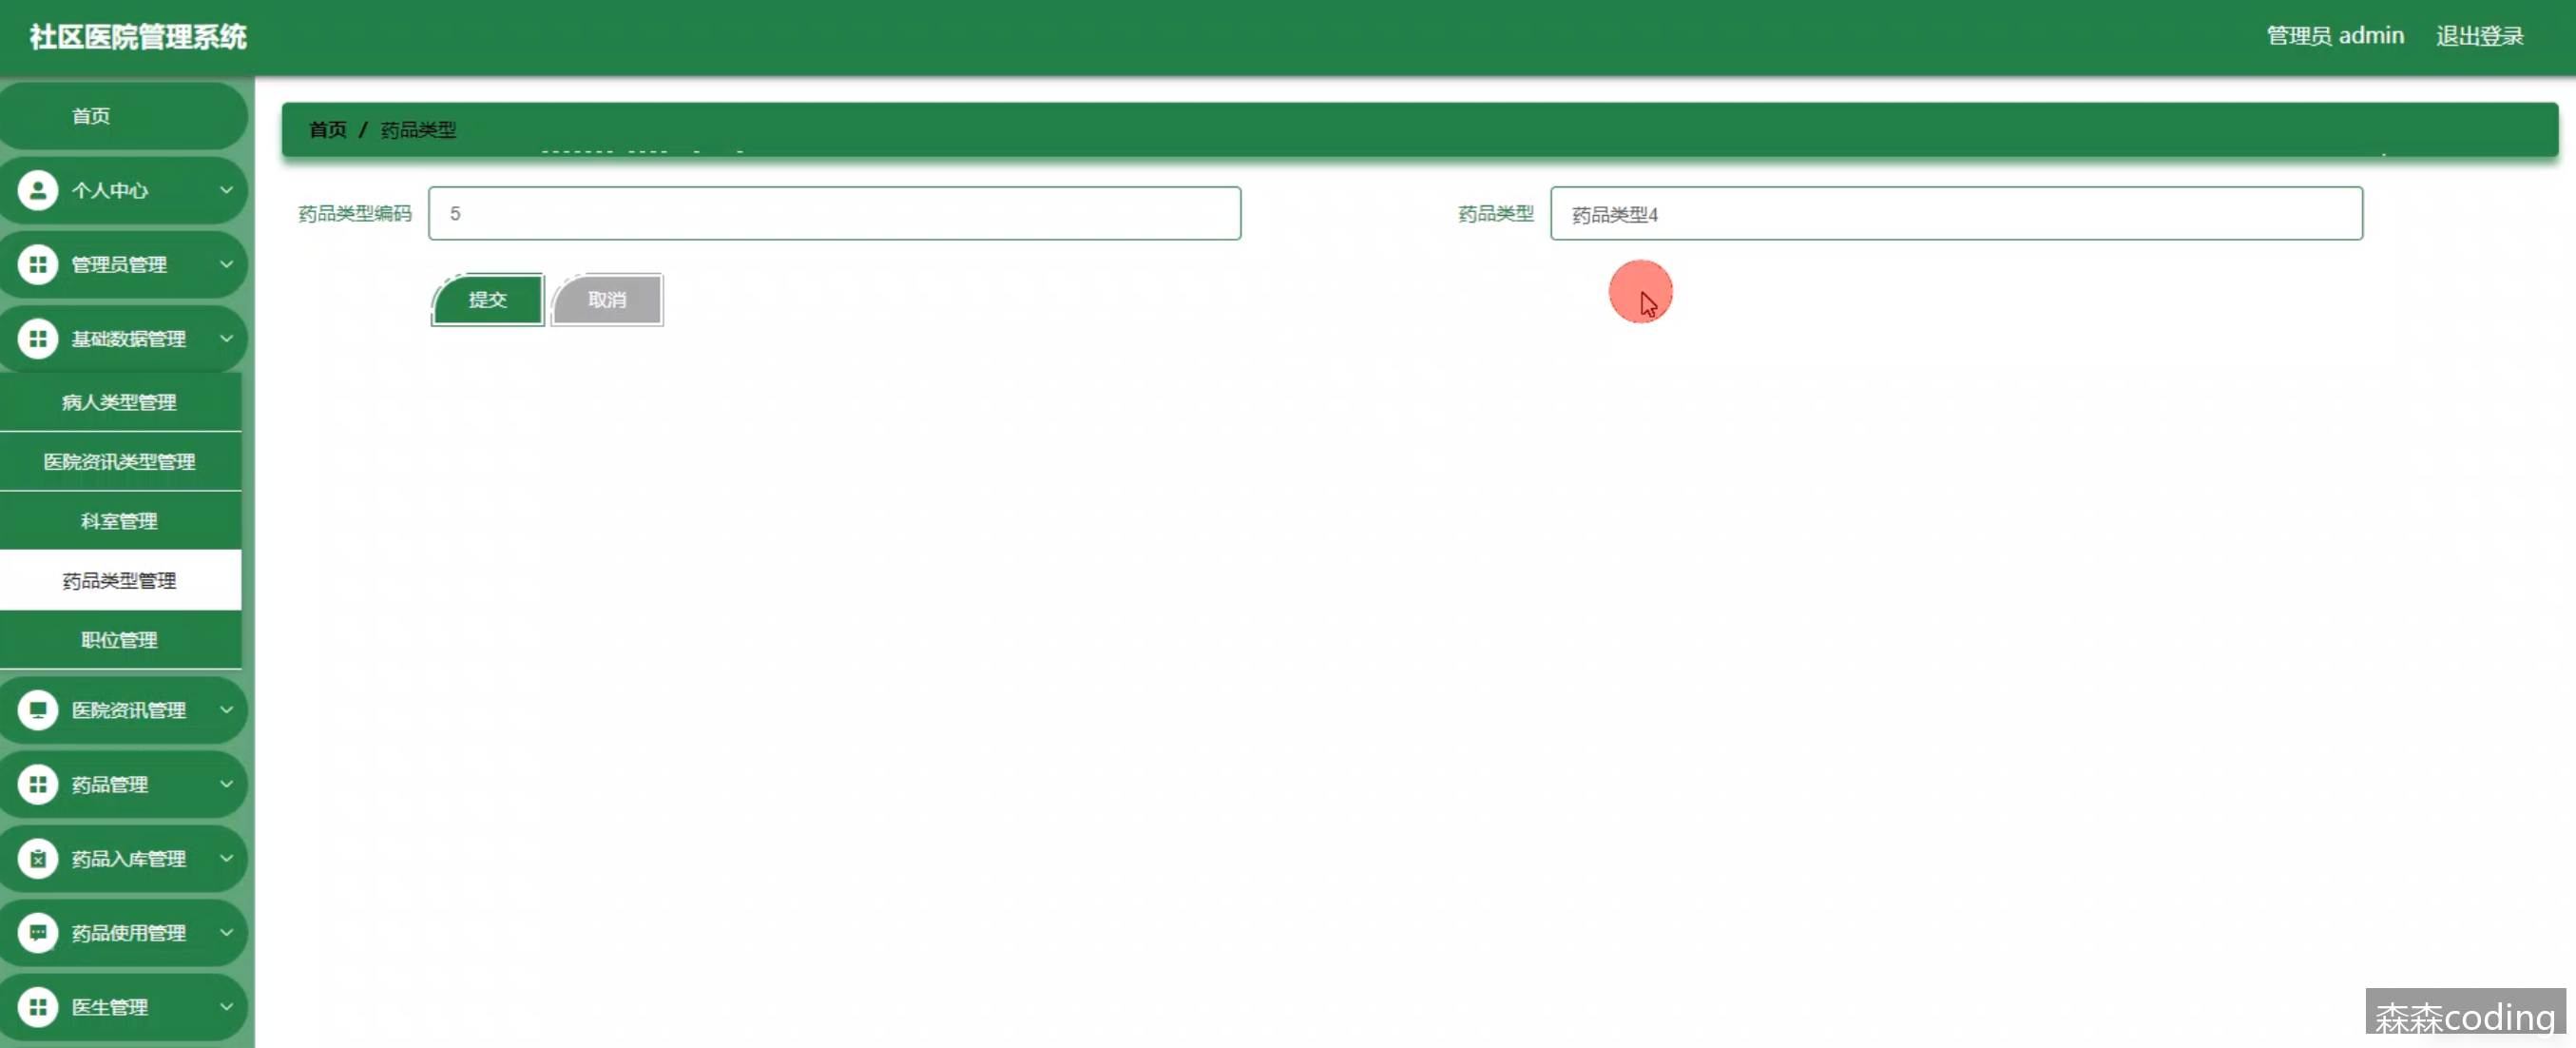 社区医院管理系统
管理员 admin 退出登录
首页
个人中心
管理员管理
基础数据管理
病人类型管理
医院资讯类型管理
科室管理
药品类型管理
职位管理
医院资讯管理
药品管理
药品入库管理
药品使用管理
医生管理
首页 / 药品类型
药品类型编码 5
药品类型 药品类型4
提交 取消
森森coding